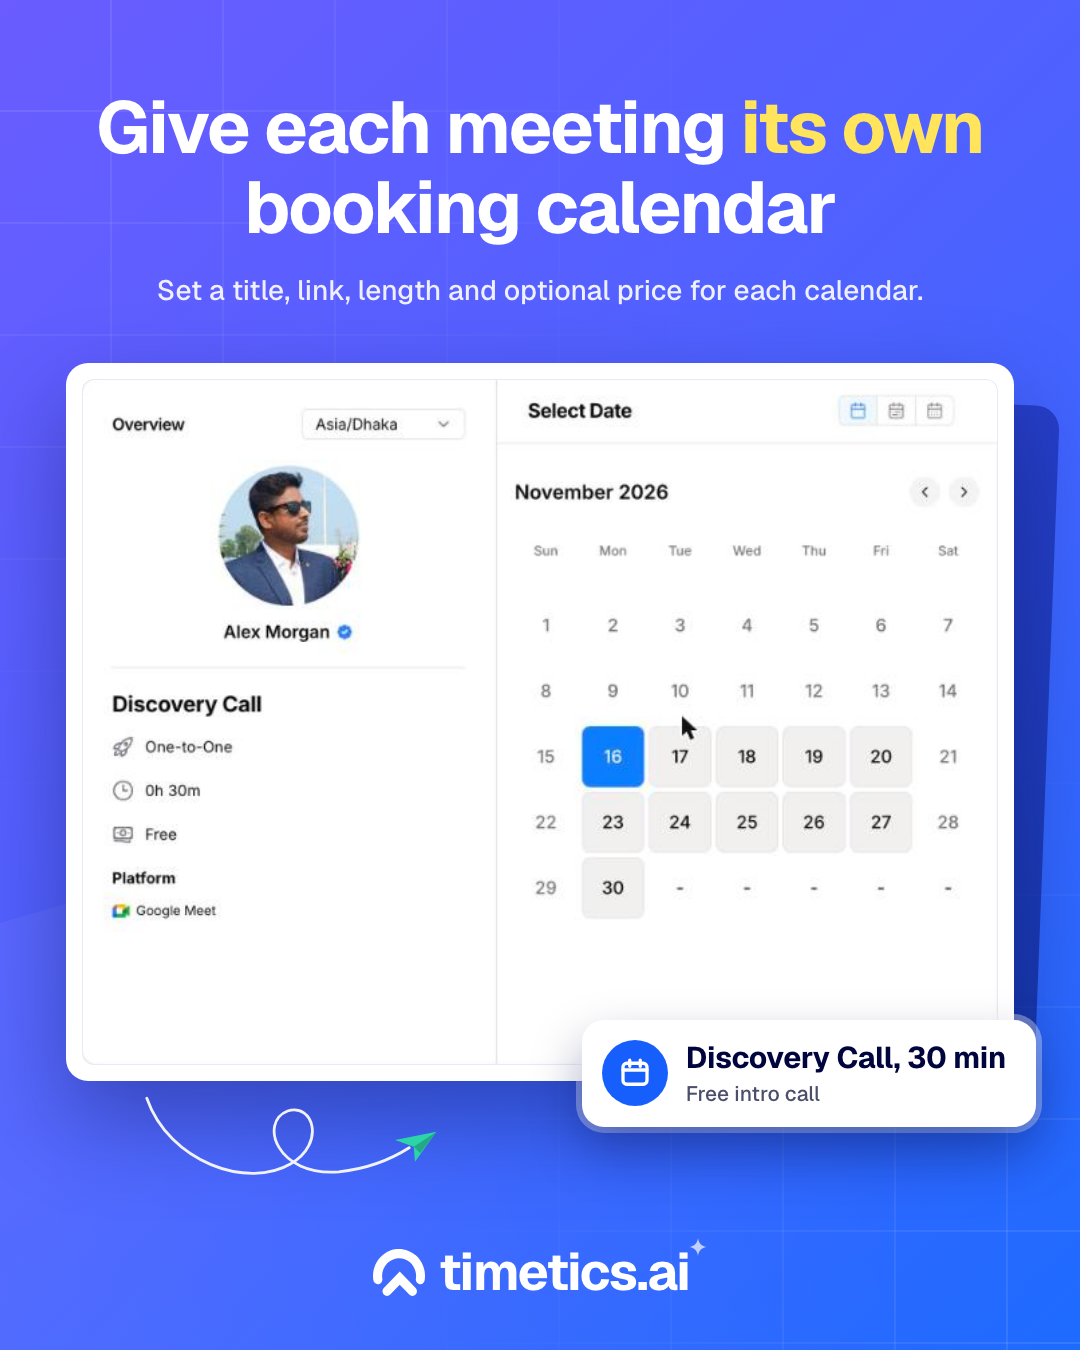 Give each meeting its own
booking calendar
Set a title, link, length and optional price for each calendar.
Overview
Asia/Dhaka
Alex Morgan
Discovery Call
One-to-One
0h 30m
Free
Platform
Google Meet
Select Date
November 2026
Sun Mon Tue Wed Thu Fri Sat
1 2 3 4 5 6 7
8 9 10 11 12 13 14
15 16 17 18 19 20 21
22 23 24 25 26 27 28
29 30 - - - - -
Discovery Call, 30 min
Free intro call
timetics.ai